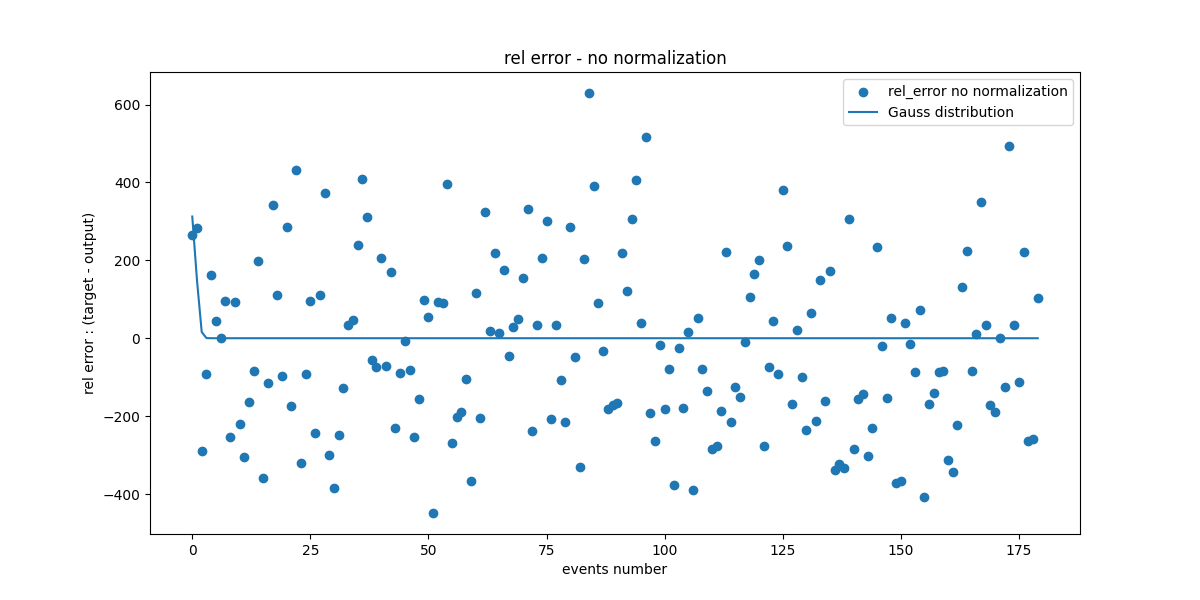 rel error - no normalization
rel_error no normalization
Gauss distribution
rel error : (target - output)
600
400
200
0
−200
−400
0 25 50 75 100 125 150 175
events number